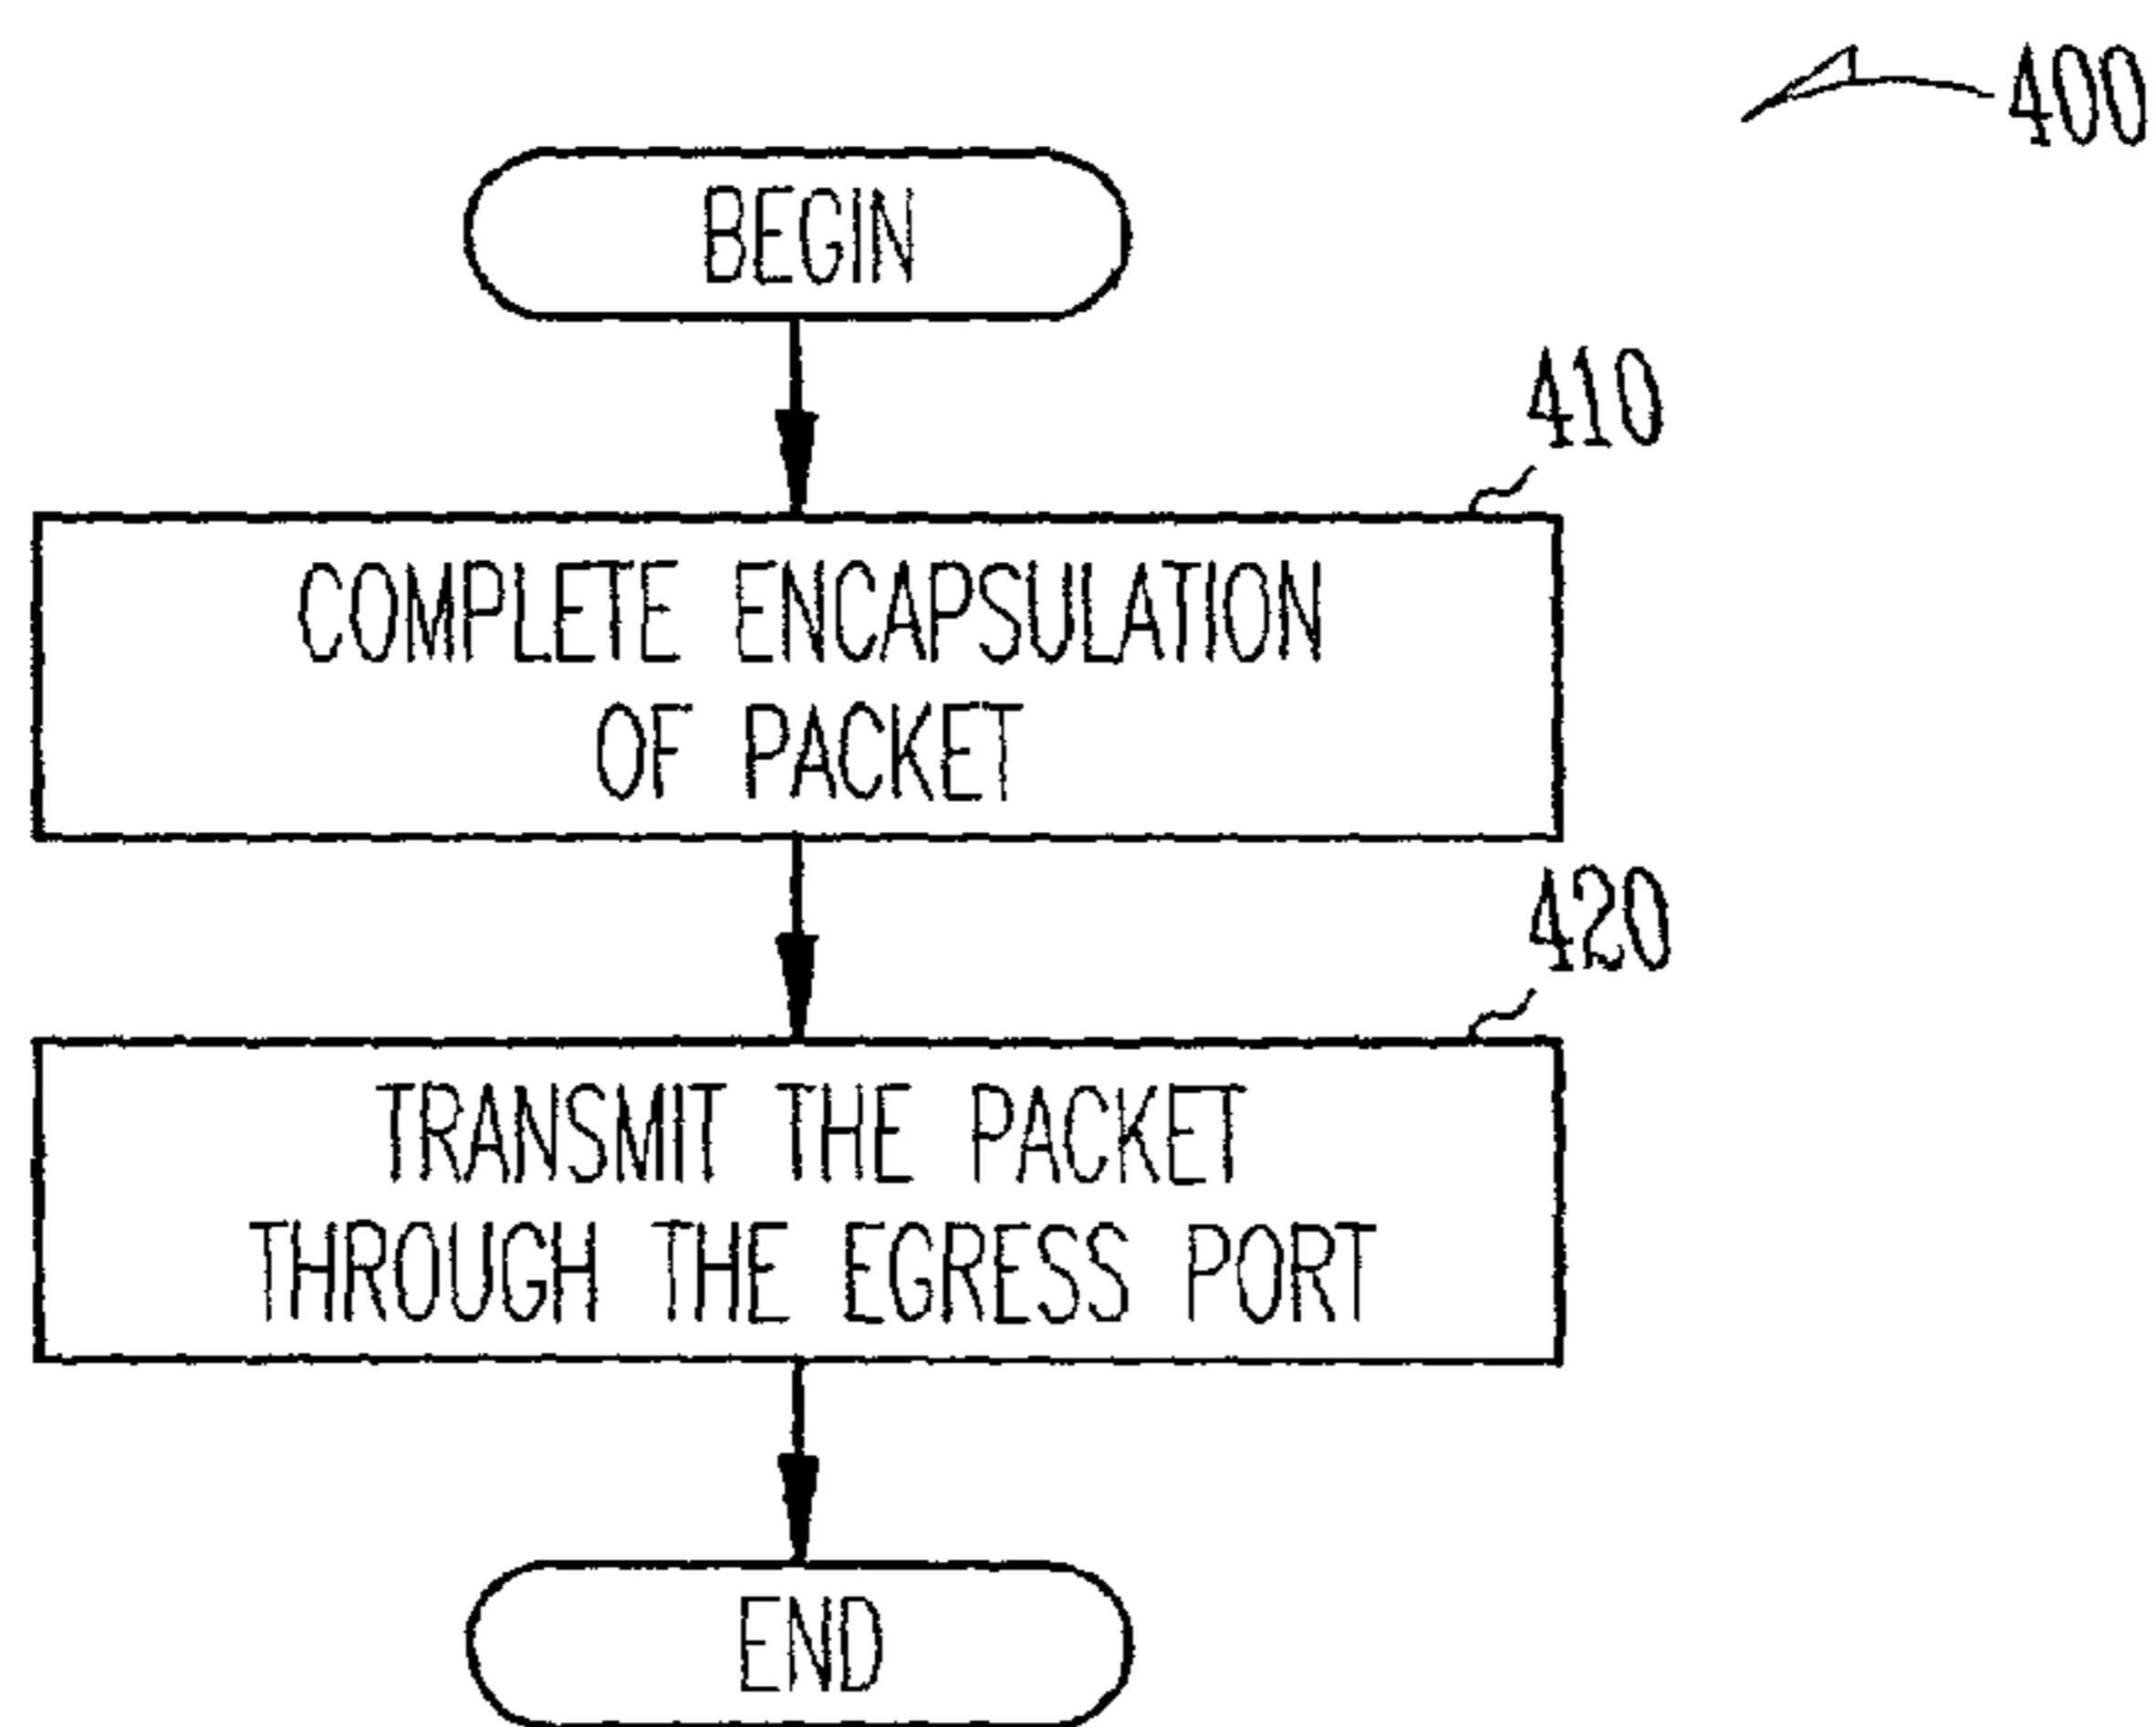 400
BEGIN
410
COMPLETE ENCAPSULATION
OF PACKET
420
TRANSMIT THE PACKET
THROUGH THE EGRESS PORT
END